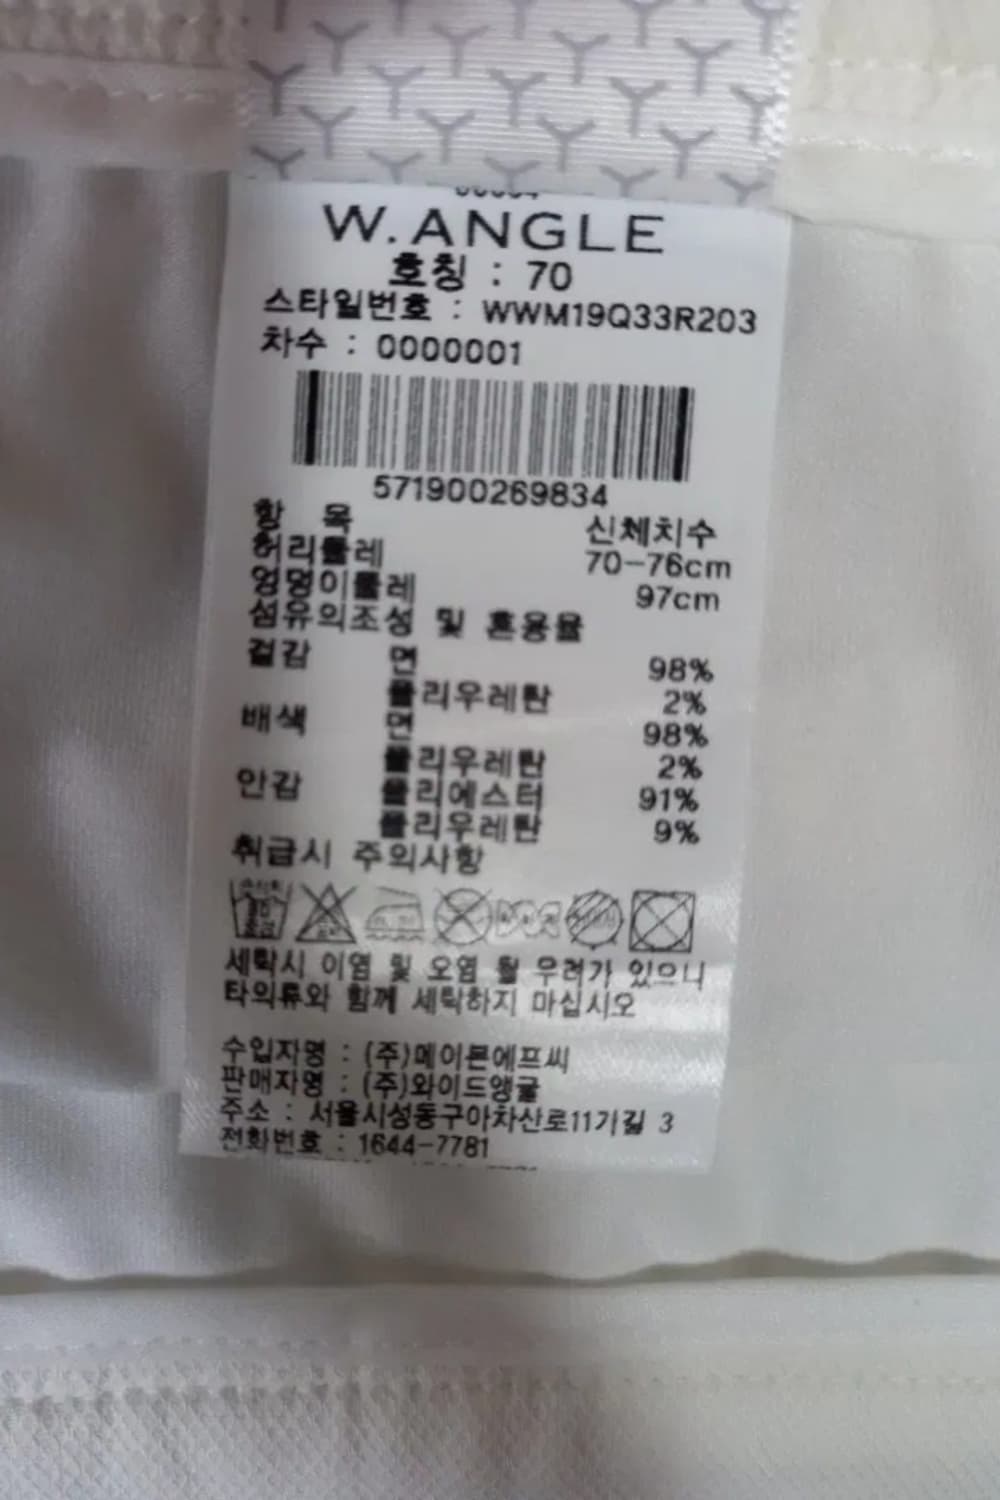 W.ANGLE
호칭 : 70
스타일번호 : WWM19Q33R203
차수 : 0000001
571900269834
항 목 신체치수
허리둘레 70-76cm
엉덩이둘레 97cm
섬유의조성 및 혼용율
겉감 면 98%
폴리우레탄 2%
배색 면 98%
폴리우레탄 2%
안감 폴리에스터 91%
폴리우레탄 9%
취급시 주의사항
세탁시 이염 및 오염 될 우려가 있으니
타의류와 함께 세탁하지 마십시오
수입자명 : (주)메이븐에프씨
판매자명 : (주)와이드앵글
주소 : 서울시성동구아차산로11가길 3
전화번호 : 1644-7781